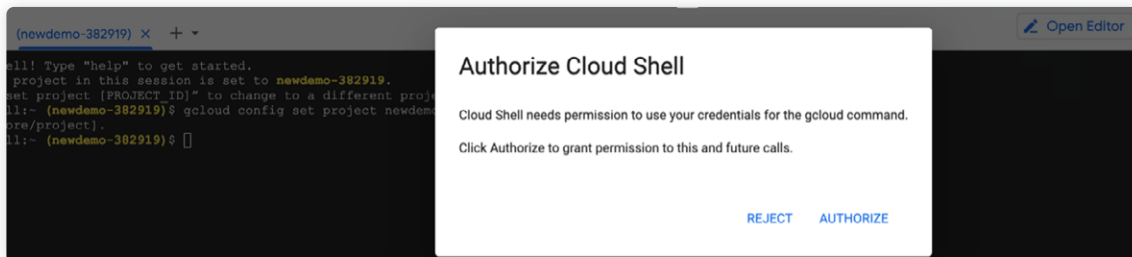 (newdemo-382919) × + ▾
Open Editor
ell! Type "help" to get started.
project in this session is set to newdemo-382919.
set project [PROJECT_ID]" to change to a different proje
ll:~ (newdemo-382919)$ gcloud config set project newdemo
ore/project].
ll:~ (newdemo-382919)$
Authorize Cloud Shell
Cloud Shell needs permission to use your credentials for the gcloud command.
Click Authorize to grant permission to this and future calls.
REJECT AUTHORIZE